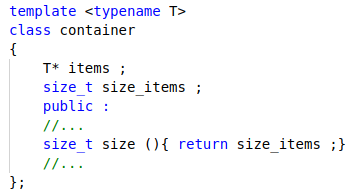 template <typename T>
class container
{
T* items ;
size_t size_items ;
public :
//...
size_t size (){ return size_items ;}
//...
};